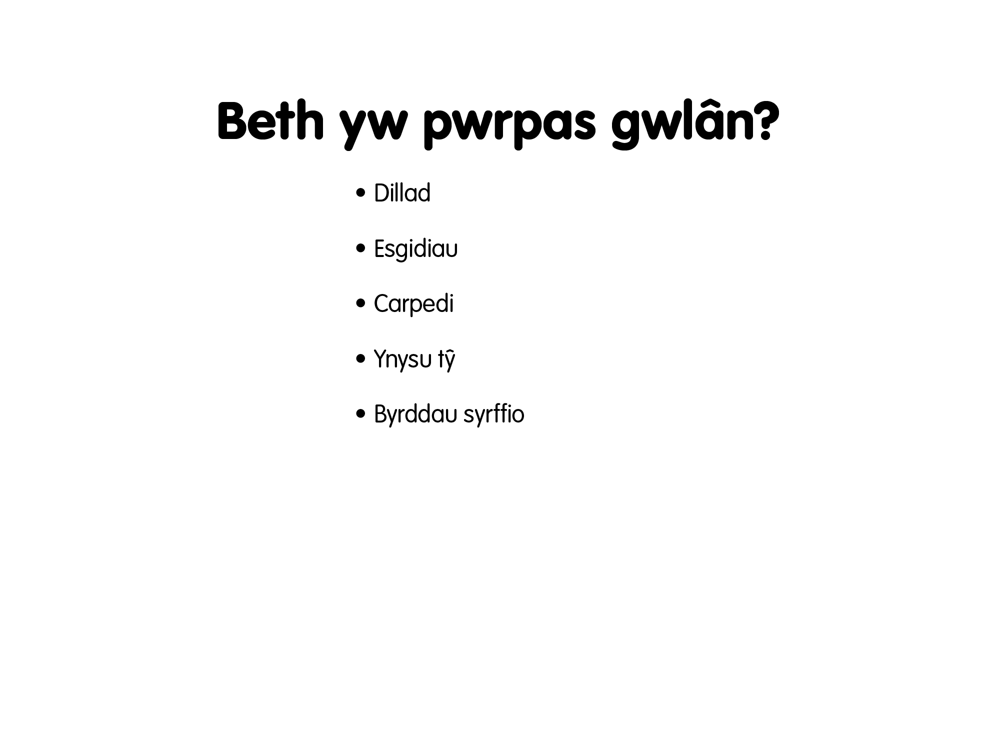 Beth yw pwrpas gwlân?
• Dillad
• Esgidiau
• Carpedi
• Ynysu tŷ
• Byrddau syrffio